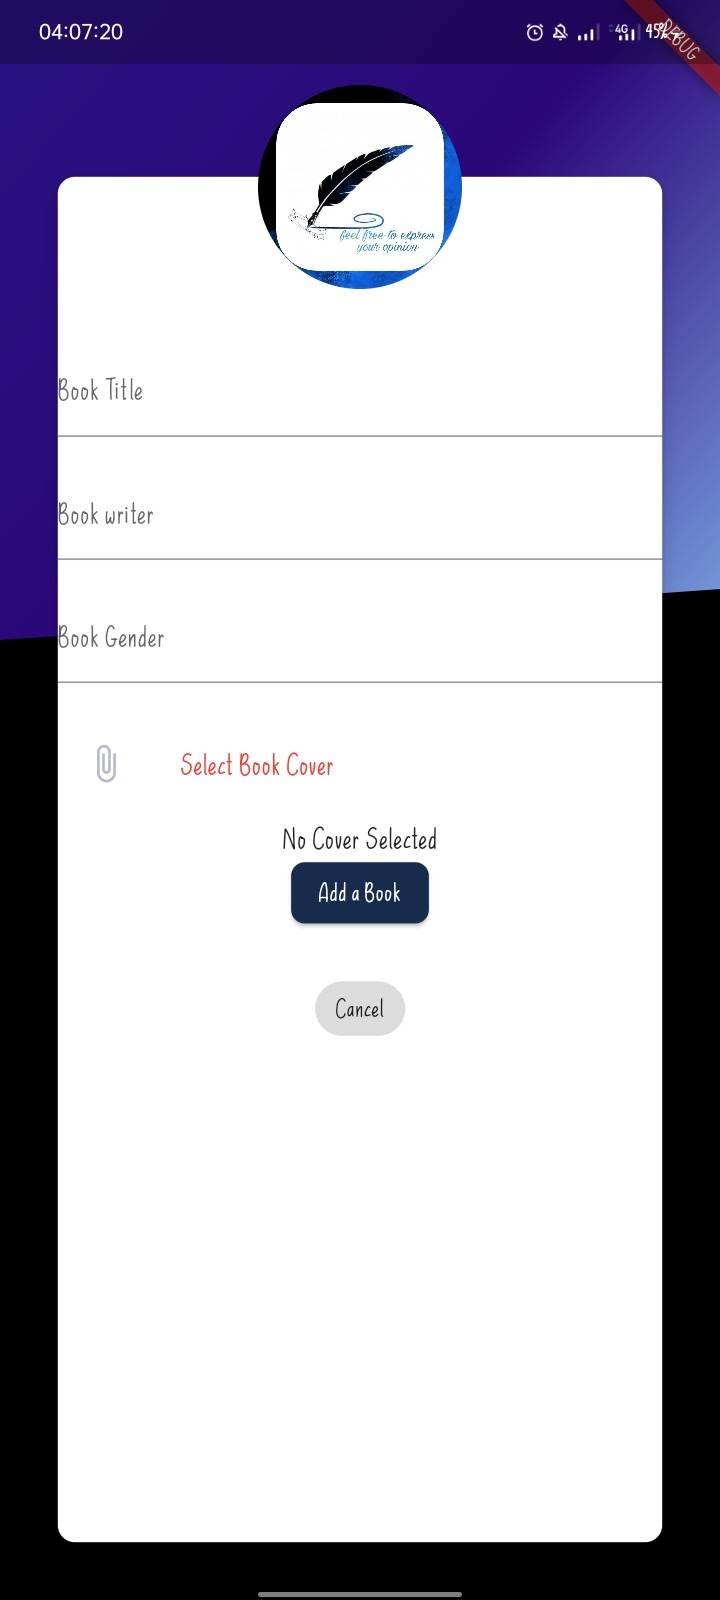 04:07:20
4G
45%
DEBUG
feel free to express
your opinion
Book Title
Book writer
Book Gender
Select Book Cover
No Cover Selected
Add a Book
Cancel